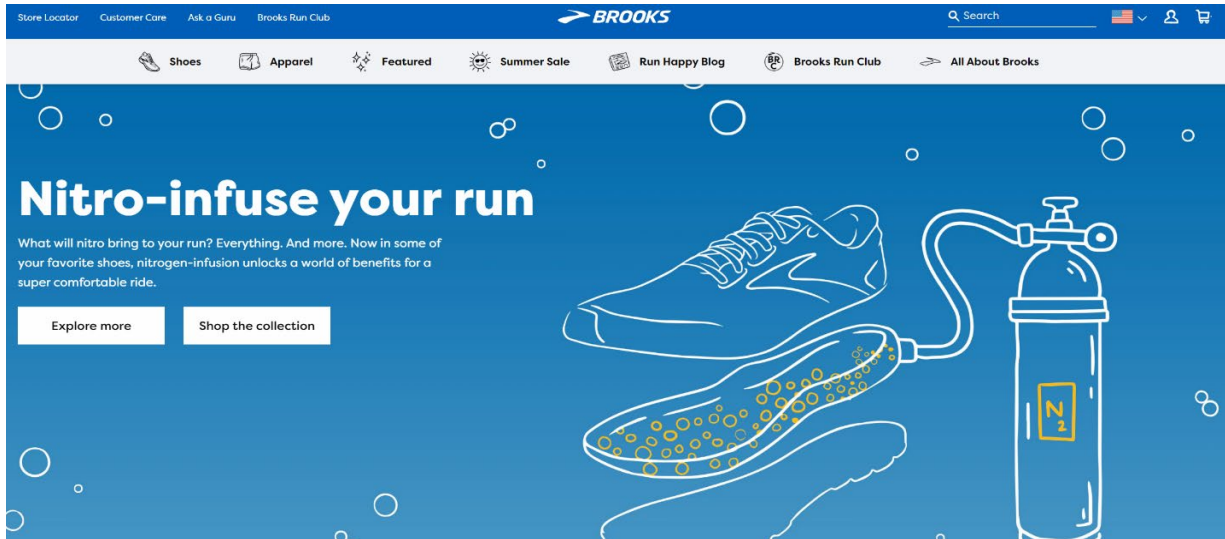 Store Locator Customer Care Ask a Guru Brooks Run Club BROOKS Search
Shoes Apparel Featured Summer Sale Run Happy Blog BRC Brooks Run Club All About Brooks
Nitro-infuse your run
What will nitro bring to your run? Everything. And more. Now in some of
your favorite shoes, nitrogen-infusion unlocks a world of benefits for a
super comfortable ride.
Explore more Shop the collection
N
2